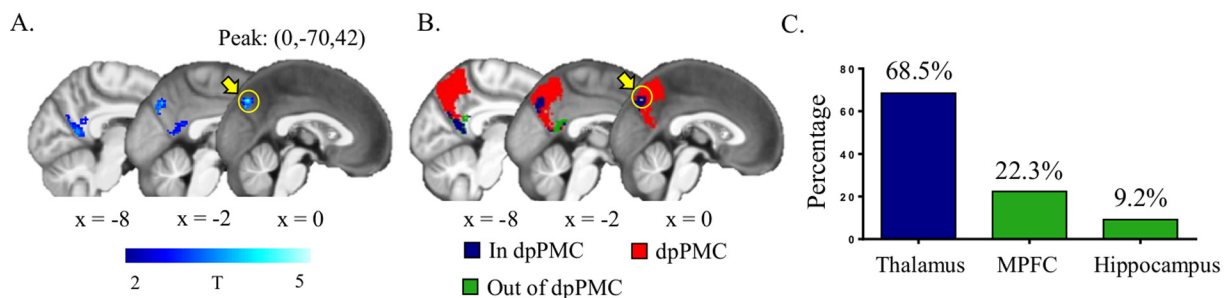 A.
Peak: (0,-70,42)
x = -8 x = -2 x = 0
2 T 5
B.
x = -8 x = -2 x = 0
In dpPMC dpPMC
Out of dpPMC
C.
Percentage
80
60
40
20
0
68.5%
22.3%
9.2%
Thalamus MPFC Hippocampus